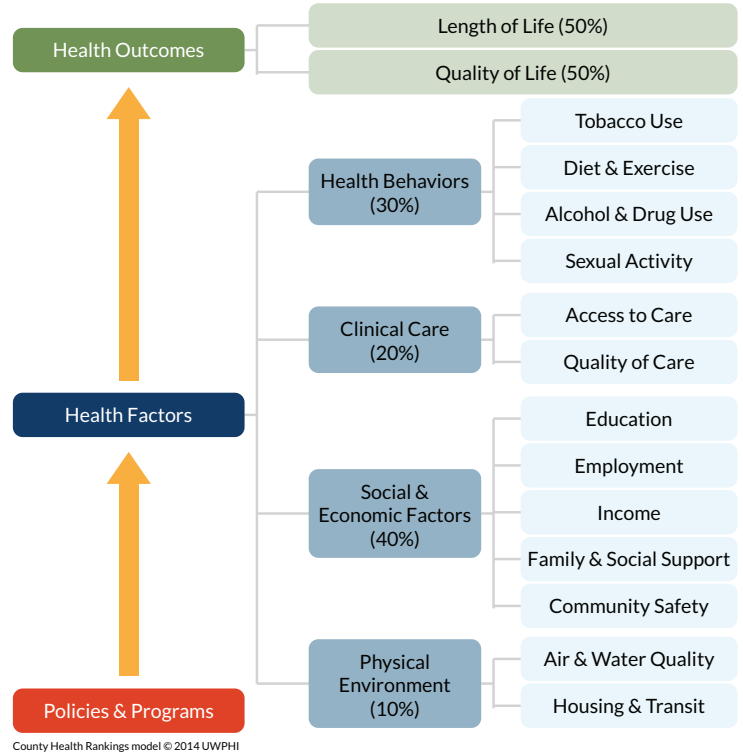 Health Outcomes
Length of Life (50%)
Quality of Life (50%)
Health Factors
Health Behaviors
(30%)
Tobacco Use
Diet & Exercise
Alcohol & Drug Use
Sexual Activity
Clinical Care
(20%)
Access to Care
Quality of Care
Social &
Economic Factors
(40%)
Education
Employment
Income
Family & Social Support
Community Safety
Physical
Environment
(10%)
Air & Water Quality
Housing & Transit
Policies & Programs
County Health Rankings model © 2014 UWPHI